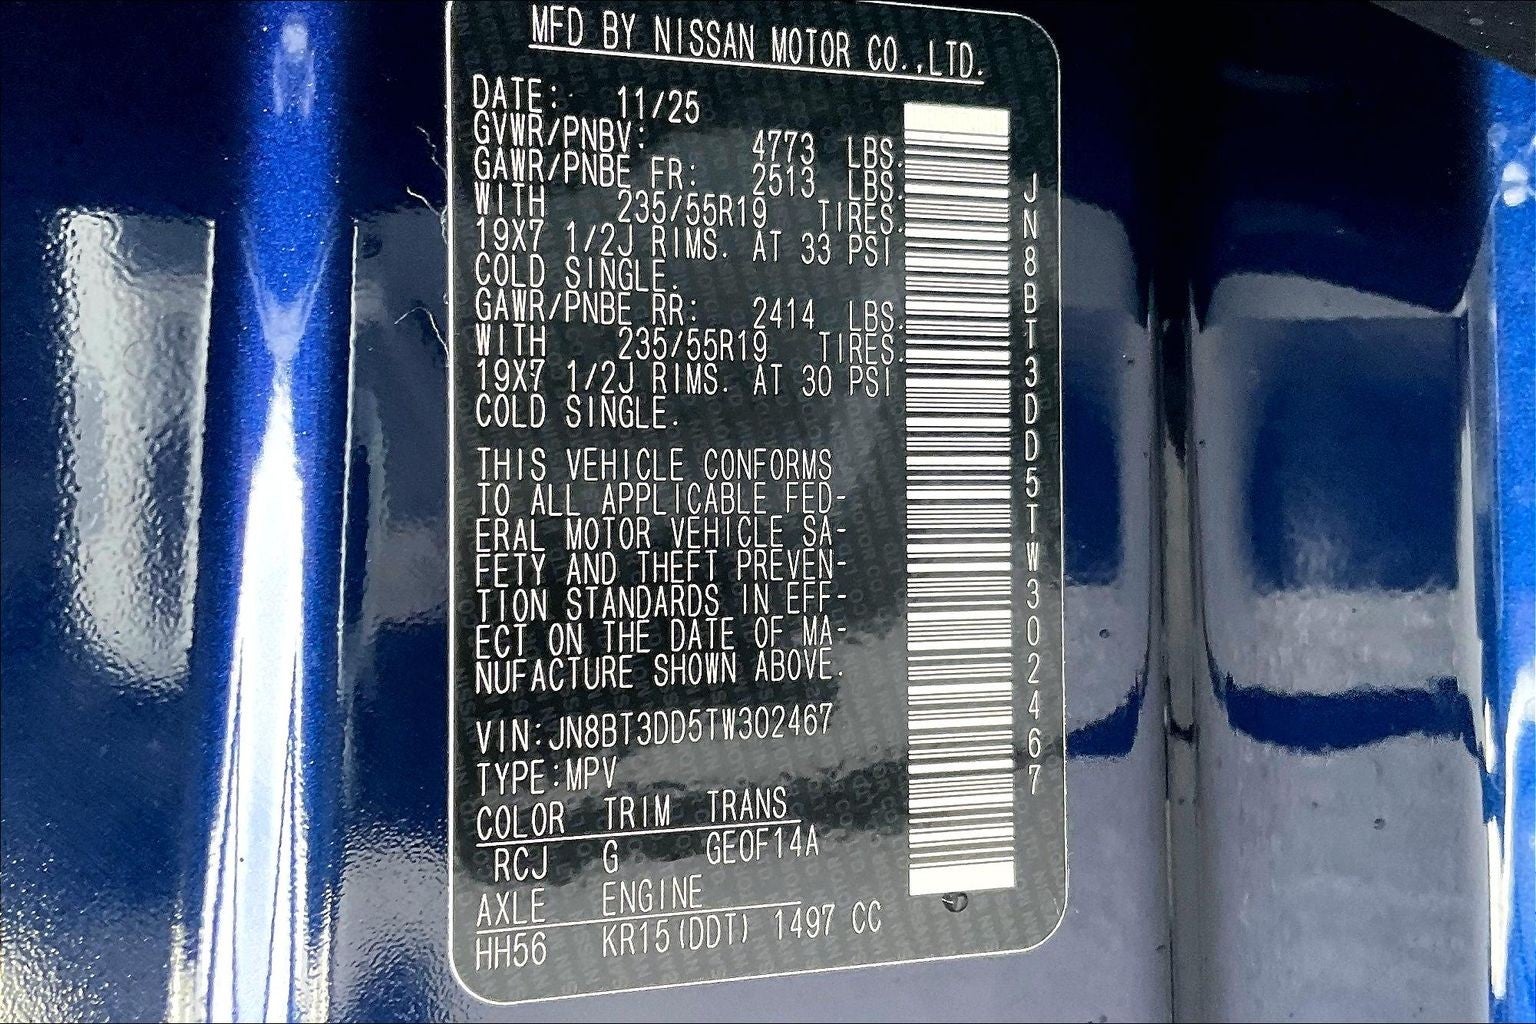 MFD BY NISSAN MOTOR CO.,LTD.
DATE: 11/25
GVWR/PNBV: 4773 LBS.
GAWR/PNBE FR: 2513 LBS.
WITH 235/55R19 TIRES.
19X7 1/2J RIMS. AT 33 PSI
COLD SINGLE.
GAWR/PNBE RR: 2414 LBS.
WITH 235/55R19 TIRES.
19X7 1/2J RIMS. AT 30 PSI
COLD SINGLE.
THIS VEHICLE CONFORMS
TO ALL APPLICABLE FED-
ERAL MOTOR VEHICLE SA-
FETY AND THEFT PREVEN-
TION STANDARDS IN EFF-
ECT ON THE DATE OF MA-
NUFACTURE SHOWN ABOVE.
VIN:JN8BT3DD5TW302467
TYPE:MPV
COLOR TRIM TRANS
RCJ G GE0F14A
AXLE ENGINE
HH56 KR15(DDT) 1497 CC
JN8BT3DD5TW302467